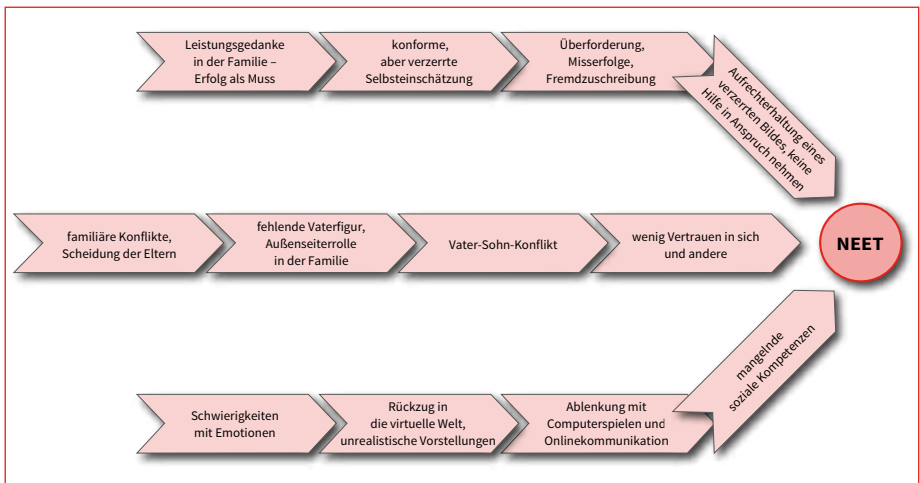 Leistungsgedanke
in der Familie –
Erfolg als Muss
konforme,
aber verzerrte
Selbsteinschätzung
Überforderung,
Misserfolge,
Fremdzuschreibung
Aufrechterhaltung eines
verzerrten Bildes, keine
Hilfe in Anspruch nehmen
familiäre Konflikte,
Scheidung der Eltern
fehlende Vaterfigur,
Außenseiterrolle
in der Familie
Vater-Sohn-Konflikt
wenig Vertrauen in sich
und andere
NEET
Schwierigkeiten
mit Emotionen
Rückzug in
die virtuelle Welt,
unrealistische Vorstellungen
Ablenkung mit
Computerspielen und
Onlinekommunikation
mangelnde
soziale Kompetenzen